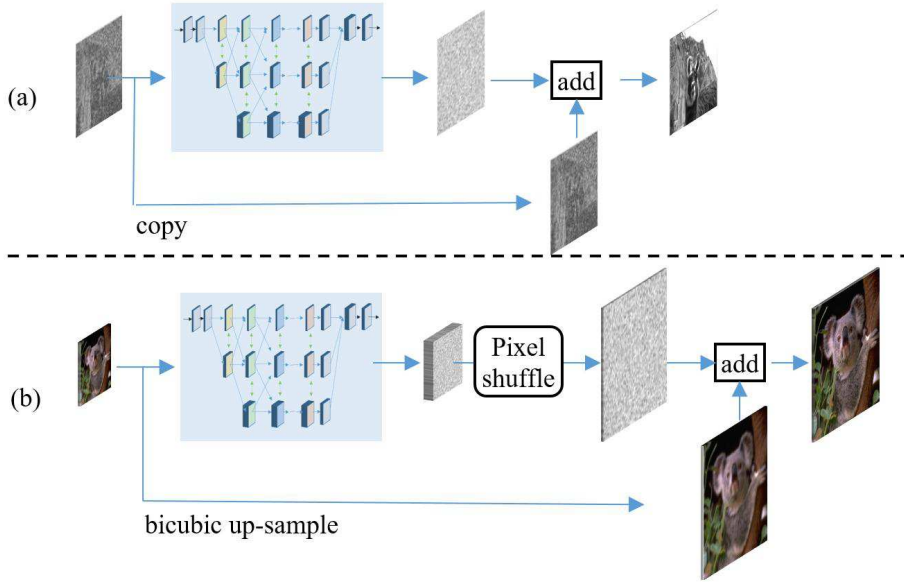 (a)
add
copy
(b)
Pixel
shuffle
add
bicubic up-sample